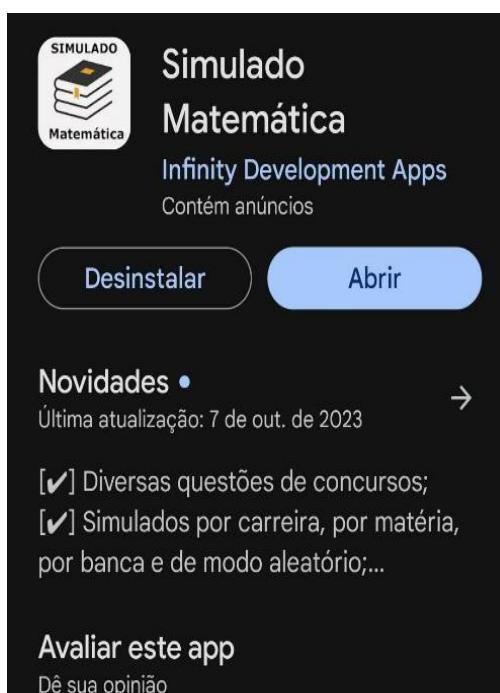 SIMULADO
Matemática
Simulado
Matemática
Infinity Development Apps
Contém anúncios
Desinstalar
Abrir
Novidades •
Última atualização: 7 de out. de 2023
[✔] Diversas questões de concursos;
[✔] Simulados por carreira, por matéria,
por banca e de modo aleatório;...
Avaliar este app
Dê sua opinião